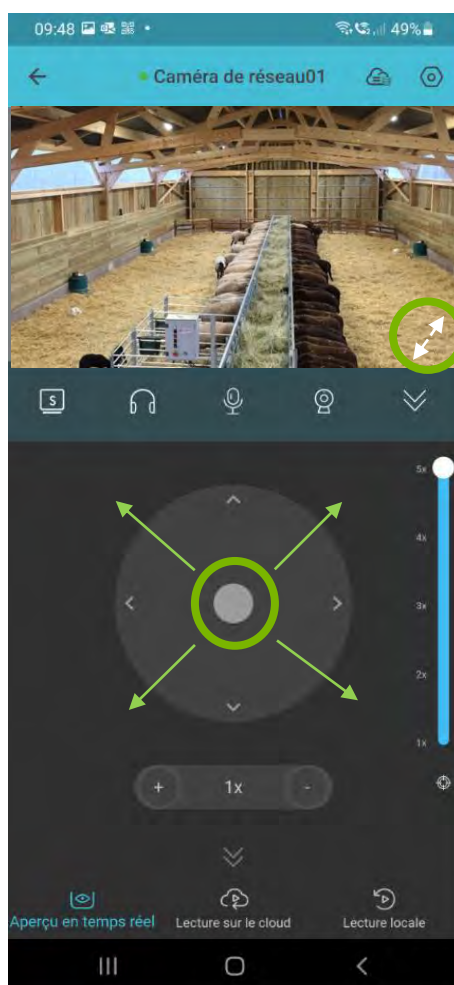 09:48 49%
Caméra de réseau01
S
5x
4x
3x
2x
1x
+ 1x -
Aperçu en temps réel Lecture sur le cloud Lecture locale